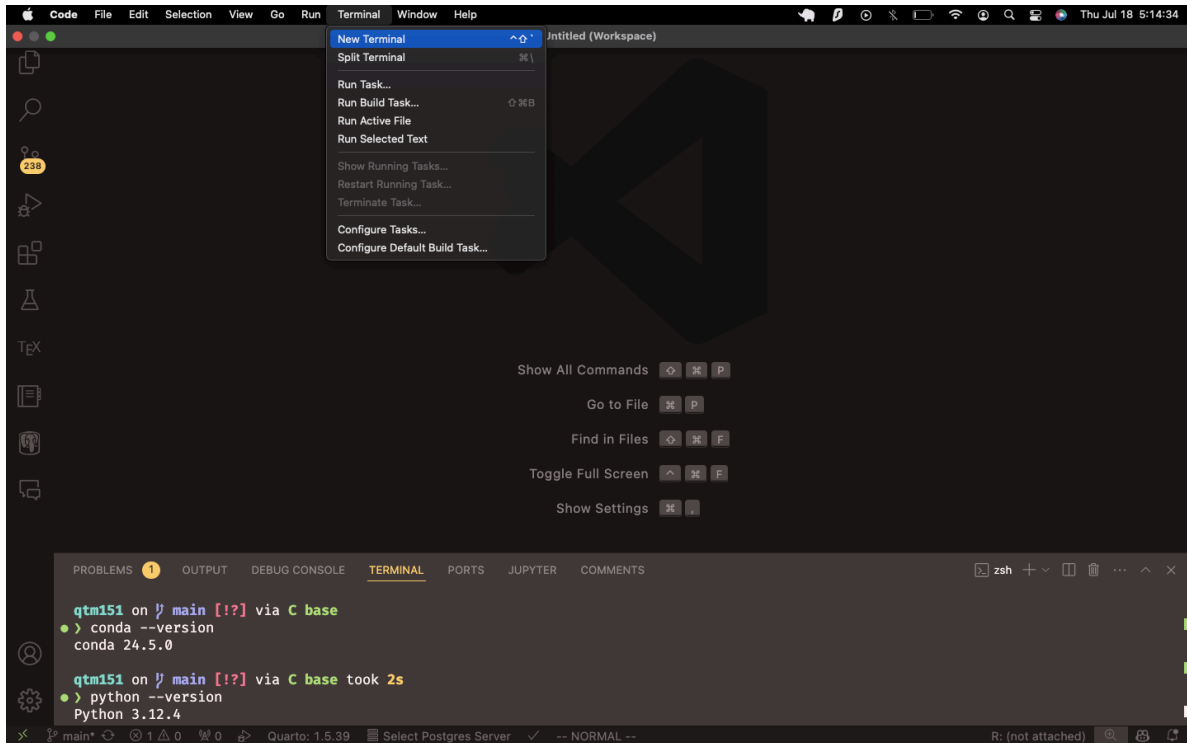 Code File Edit Selection View Go Run Terminal Window Help Thu Jul 18 5:14:34
Untitled (Workspace)
New Terminal ^⇧`
Split Terminal ⌘\
Run Task...
Run Build Task... ⇧⌘B
Run Active File
Run Selected Text
Show Running Tasks...
Restart Running Task...
Terminate Task...
Configure Tasks...
Configure Default Build Task...
238
TEX
Show All Commands ⇧ ⌘ P
Go to File ⌘ P
Find in Files ⇧ ⌘ F
Toggle Full Screen ^ ⌘ F
Show Settings ⌘ ,
PROBLEMS 1 OUTPUT DEBUG CONSOLE TERMINAL PORTS JUPYTER COMMENTS zsh
qtm151 on main [!?] via C base
❯ conda --version
conda 24.5.0
qtm151 on main [!?] via C base took 2s
❯ python --version
Python 3.12.4
main* 1 0 0 Quarto: 1.5.39 Select Postgres Server -- NORMAL -- R: (not attached)